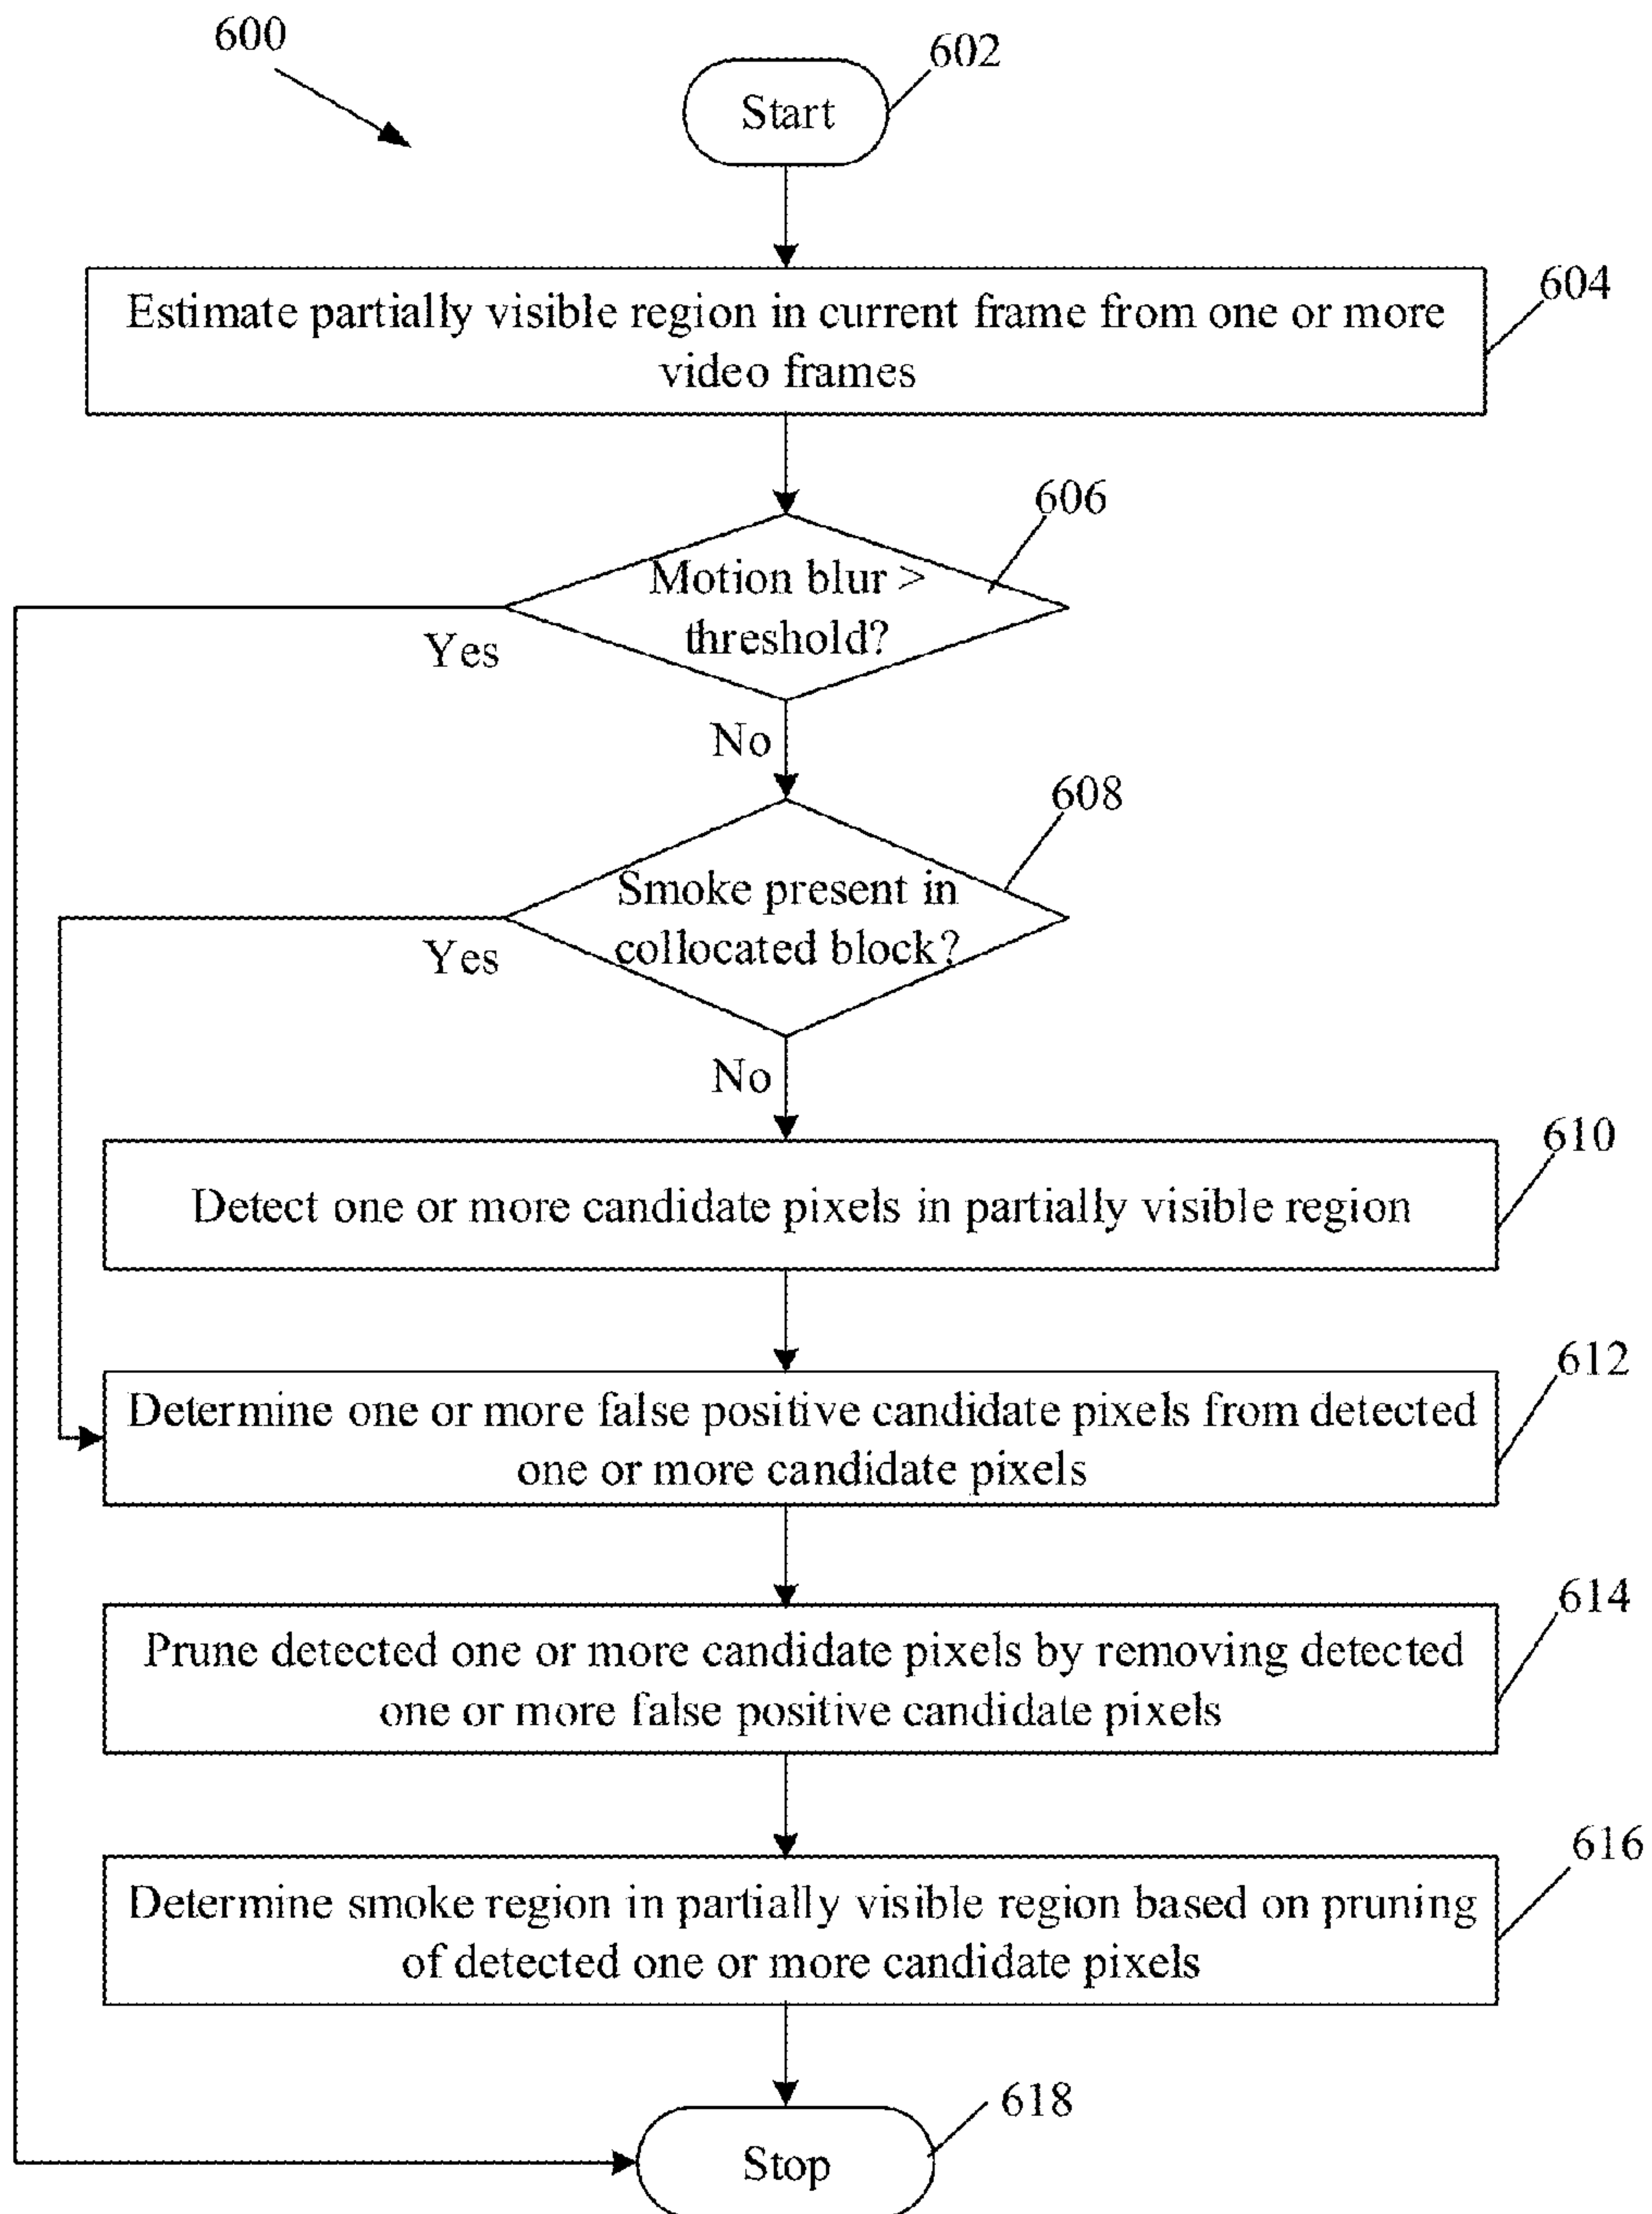 600
602
Start
604
Estimate partially visible region in current frame from one or more
video frames
606
Motion blur >
threshold?
Yes
No
608
Smoke present in
collocated block?
Yes
No
610
Detect one or more candidate pixels in partially visible region
612
Determine one or more false positive candidate pixels from detected
one or more candidate pixels
614
Prune detected one or more candidate pixels by removing detected
one or more false positive candidate pixels
616
Determine smoke region in partially visible region based on pruning
of detected one or more candidate pixels
618
Stop